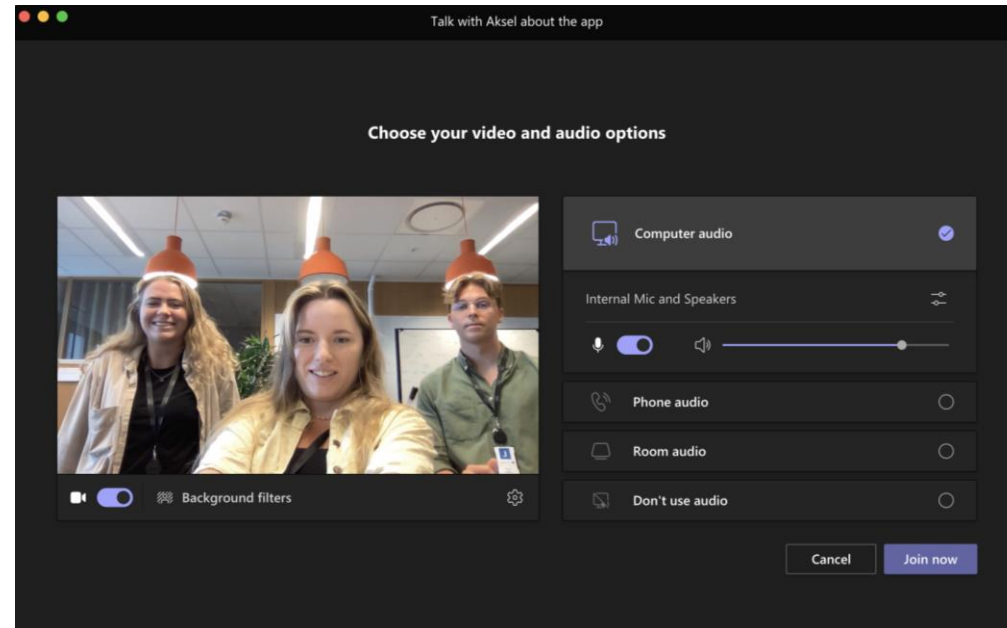 Talk with Aksel about the app
Choose your video and audio options
Computer audio
Internal Mic and Speakers
Phone audio
Room audio
Don't use audio
Background filters
Cancel
Join now